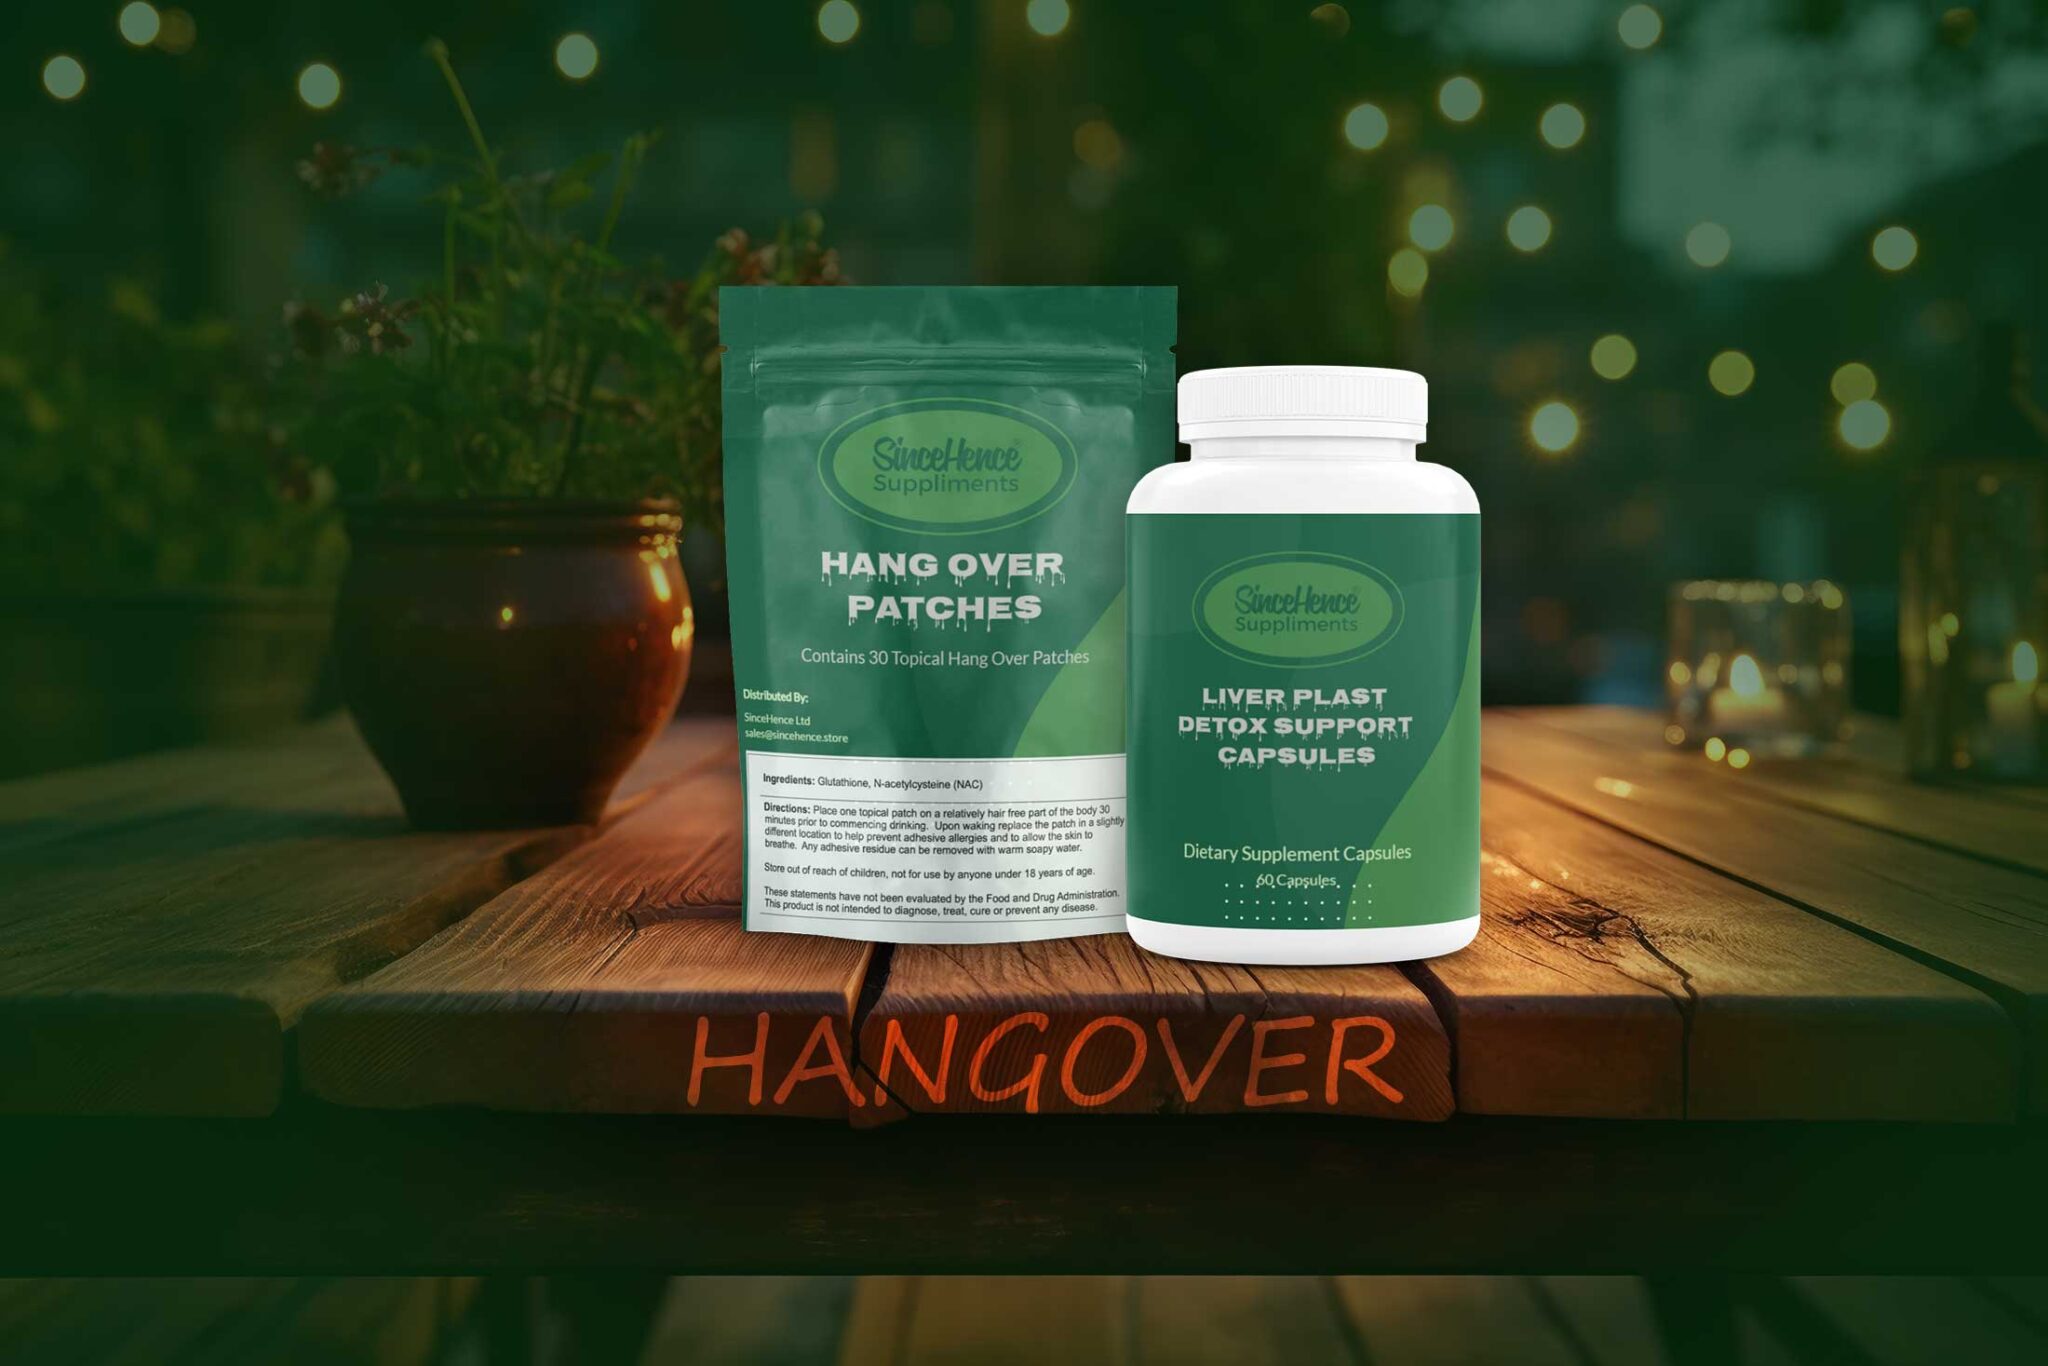 SinceHence
Suppliments
HANG OVER
PATCHES
Contains 30 Topical Hang Over Patches
Distributed By:
SinceHence Ltd
sales@sincehence.store
Ingredients: Glutathione, N-acetylcysteine (NAC)
Directions: Place one topical patch on a relatively hair free part of the body 30
minutes prior to commencing drinking. Upon waking replace the patch in a slightly
different location to help prevent adhesive allergies and to allow the skin to
breathe. Any adhesive residue can be removed with warm soapy water.
Store out of reach of children, not for use by anyone under 18 years of age.
These statements have not been evaluated by the Food and Drug Administration.
This product is not intended to diagnose, treat, cure or prevent any disease.
SinceHence
Suppliments
LIVER PLAST
DETOX SUPPORT
CAPSULES
Dietary Supplement Capsules
60 Capsules
HANGOVER